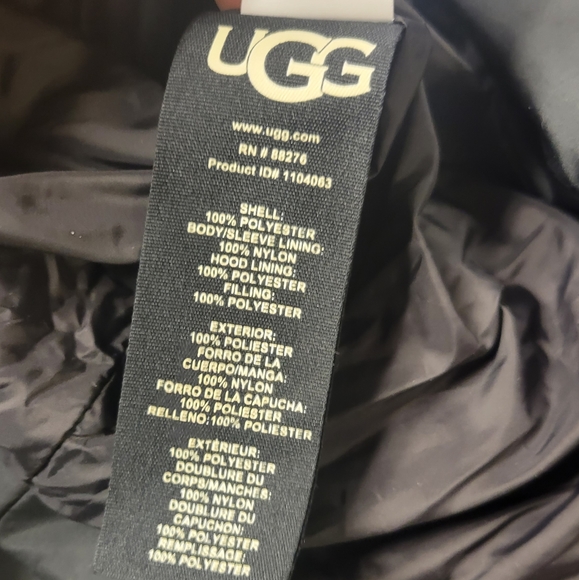 UGG
www.ugg.com
RN # 88276
Product ID# 1104063
SHELL:
100% POLYESTER
BODY/SLEEVE LINING:
100% NYLON
HOOD LINING:
100% POLYESTER
FILLING:
100% POLYESTER
EXTERIOR:
100% POLIESTER
FORRO DE LA
CUERPO/MANGA:
100% NYLON
FORRO DE LA CAPUCHA:
100% POLIESTER
RELLENO:100% POLIESTER
EXTÉRIEUR:
100% POLYESTER
DOUBLURE DU
CORPS/MANCHES:
100% NYLON
DOUBLURE DU
CAPUCHON:
100% POLYESTER
REMPLISSAGE:
100% POLYESTER